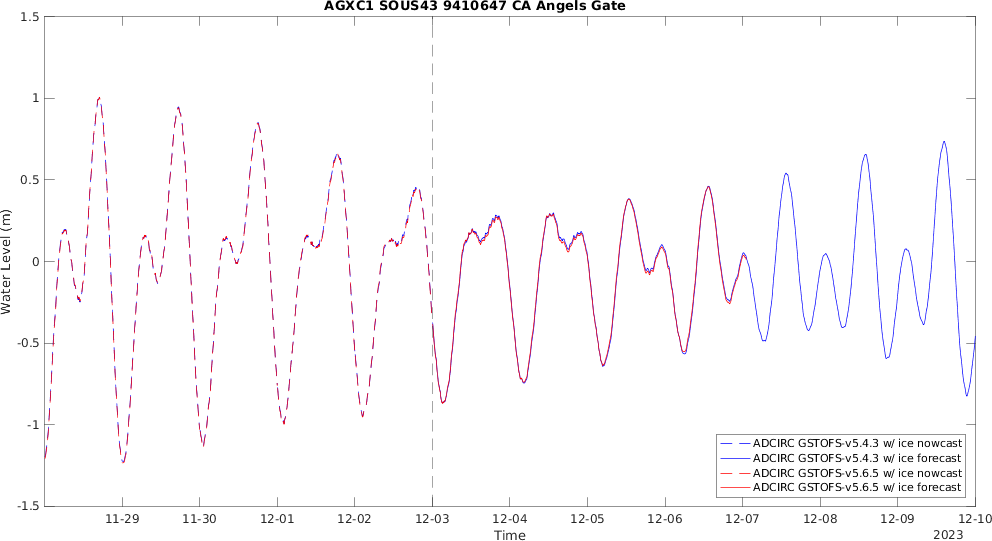 AGXC1 SOUS43 9410647 CA Angels Gate
1.5
1
0.5
0
-0.5
-1
-1.5
Water Level (m)
11-29 11-30 12-01 12-02 12-03 12-04 12-05 12-06 12-07 12-08 12-09 12-10
Time
2023
ADCIRC GSTOFS-v5.4.3 w/ ice nowcast
ADCIRC GSTOFS-v5.4.3 w/ ice forecast
ADCIRC GSTOFS-v5.6.5 w/ ice nowcast
ADCIRC GSTOFS-v5.6.5 w/ ice forecast